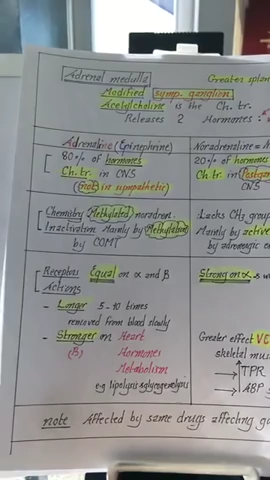 Adrenal medulla Greater splan
Modified symp. ganglion
Acetylcholine is the Ch. tr.
Releases 2 Hormones :
Adrenaline (Epinephrine)
80% of hormones
Ch. tr. in CNS
(not in sympathetic)
Noradrenaline =
20% of hormones
Ch. tr. in Postgan
CNS
Chemistry Methylated noradren.
Inactivation Mainly by Methylation
by COMT
Lacks CH3 group
Mainly by active
by adrenergic
Receptors Equal on α and β
Actions
- Longer 5-10 times
removed from blood slowly
- Stronger on Heart
(β) Hormones
Metabolism
e.g lipolysis & glycogenolysis
Strong on α
Greater effect VC
skeletal mus
→ TPR
→ ABP
note Affected by same drugs affecting ga